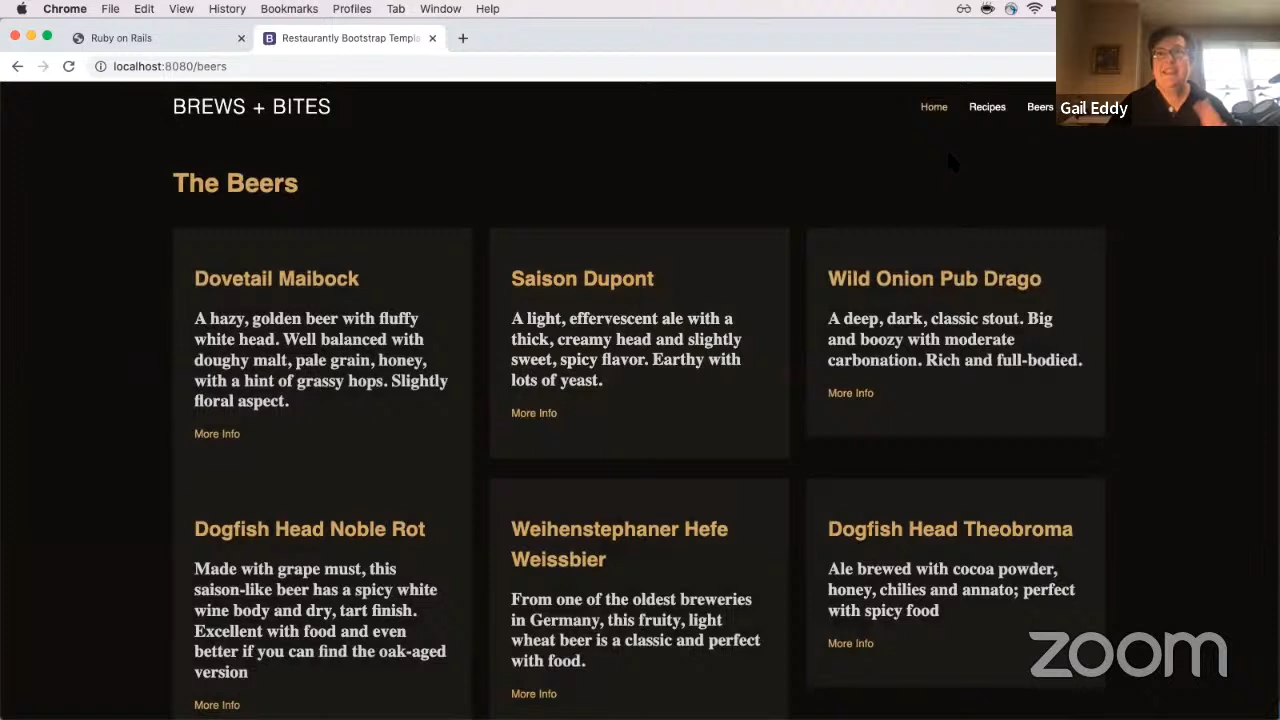 Chrome File Edit View History Bookmarks Profiles Tab Window Help
Ruby on Rails
Restaurantly Bootstrap Templa
localhost:8080/beers
BREWS + BITES
Home Recipes Beers
Gail Eddy
The Beers
Dovetail Maibock
A hazy, golden beer with fluffy
white head. Well balanced with
doughy malt, pale grain, honey,
with a hint of grassy hops. Slightly
floral aspect.
More Info
Saison Dupont
A light, effervescent ale with a
thick, creamy head and slightly
sweet, spicy flavor. Earthy with
lots of yeast.
More Info
Wild Onion Pub Drago
A deep, dark, classic stout. Big
and boozy with moderate
carbonation. Rich and full-bodied.
More Info
Dogfish Head Noble Rot
Made with grape must, this
saison-like beer has a spicy white
wine body and dry, tart finish.
Excellent with food and even
better if you can find the oak-aged
version
More Info
Weihenstephaner Hefe
Weissbier
From one of the oldest breweries
in Germany, this fruity, light
wheat beer is a classic and perfect
with food.
More Info
Dogfish Head Theobroma
Ale brewed with cocoa powder,
honey, chilies and annato; perfect
with spicy food
More Info
zoom